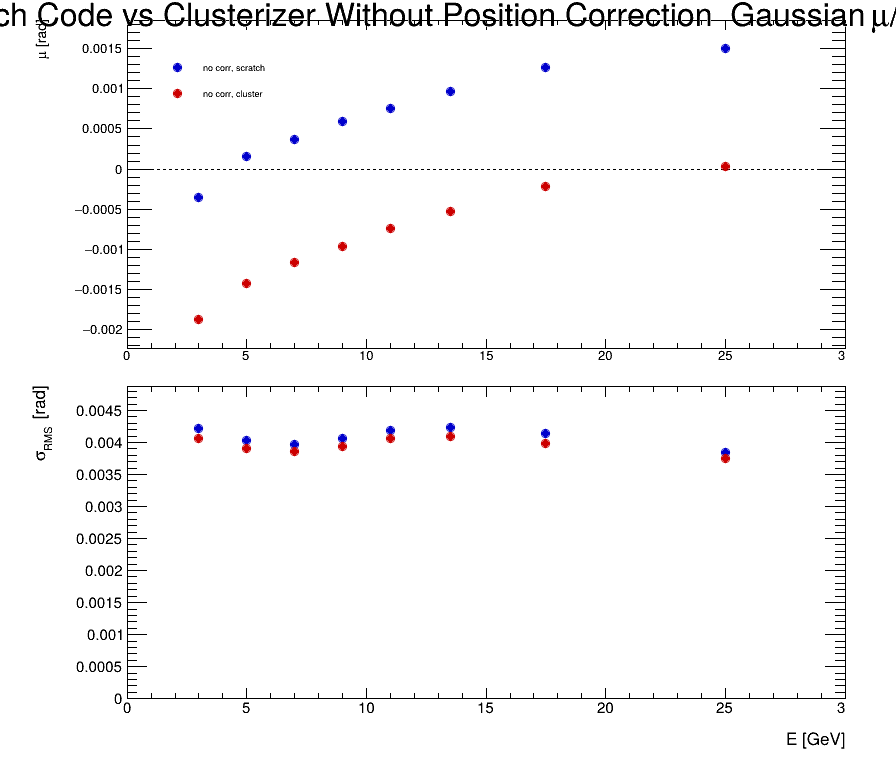 ch Code vs Clusterizer Without Position Correction Gaussian μ/
μ [rad]
0.0015
no corr, scratch
0.001
no corr, cluster
0.0005
0
−0.0005
−0.001
−0.0015
−0.002
0 5 10 15 20 25 3
σRMS [rad]
0.0045
0.004
0.0035
0.003
0.0025
0.002
0.0015
0.001
0.0005
0
0 5 10 15 20 25 3
E [GeV]